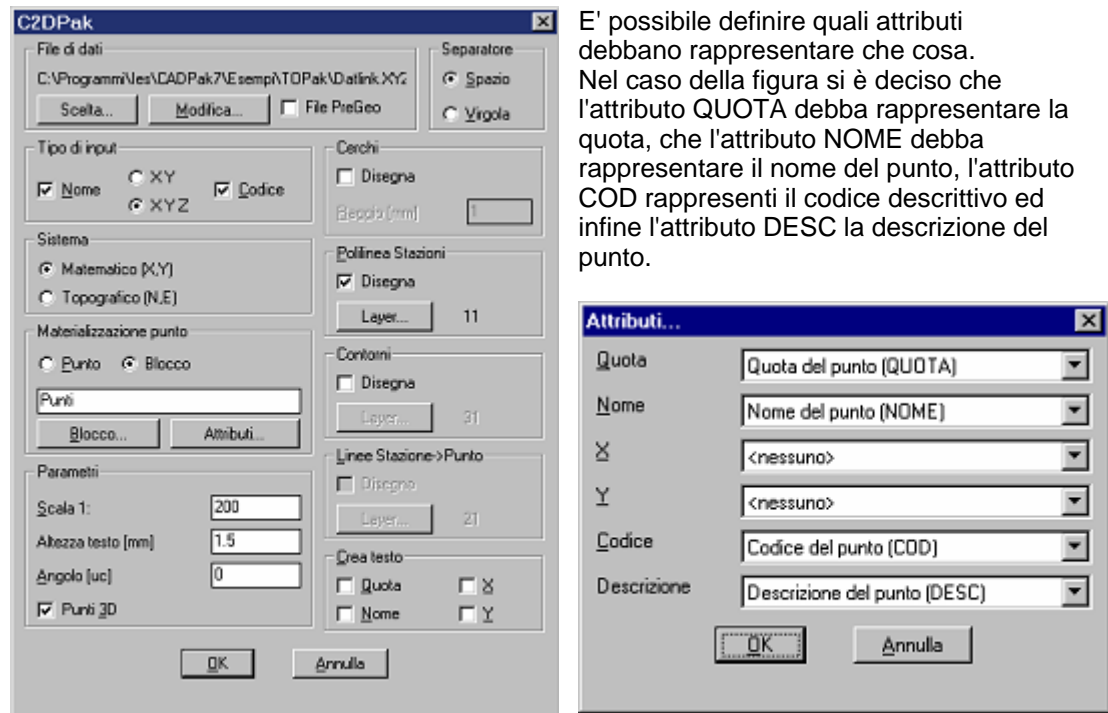 C2DPak
File di dati
C:\Programmi\Ies\CADPak7\Esempi\TOPak\Datlink.XYZ
Scelta...
Modifica...
File PreGeo
Separatore
Spazio
Virgola
Tipo di input
Nome
XY
XYZ
Codice
Cerchi
Disegna
Raggio [mm]
1
Sistema
Matematico (X,Y)
Topografico (N,E)
Polilinea Stazioni
Disegna
Layer...
11
Materializzazione punto
Punto
Blocco
Punti
Blocco...
Attributi...
Contorni
Disegna
Layer...
31
Parametri
Scala 1:
200
Altezza testo [mm]
1.5
Angolo [uc]
0
Punti 3D
Linee Stazione->Punto
Disegna
Layer...
21
Crea testo
Quota
X
Nome
Y
OK
Annulla
E' possibile definire quali attributi
debbano rappresentare che cosa.
Nel caso della figura si è deciso che
l'attributo QUOTA debba rappresentare la
quota, che l'attributo NOME debba
rappresentare il nome del punto, l'attributo
COD rappresenti il codice descrittivo ed
infine l'attributo DESC la descrizione del
punto.
Attributi...
Quota
Quota del punto (QUOTA)
Nome
Nome del punto (NOME)
X
<nessuno>
Y
<nessuno>
Codice
Codice del punto (COD)
Descrizione
Descrizione del punto (DESC)
OK
Annulla